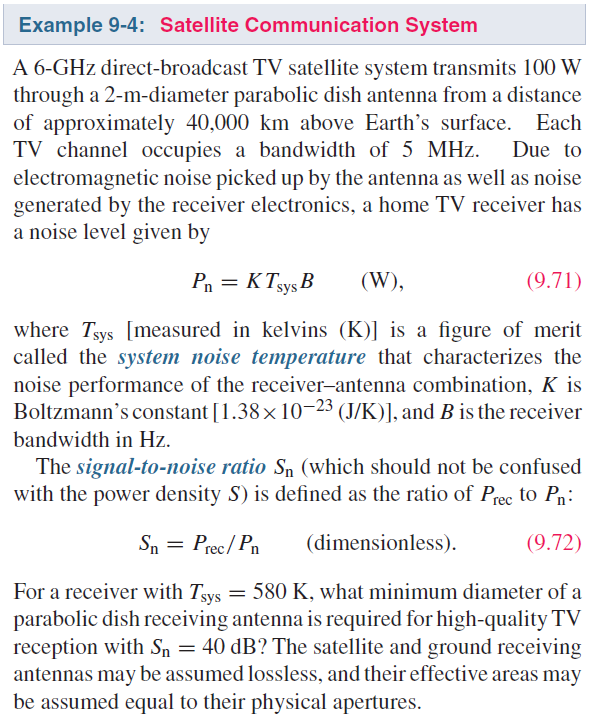 Example 9-4: Satellite Communication System
A 6-GHz direct-broadcast TV satellite system transmits 100 W
through a 2-m-diameter parabolic dish antenna from a distance
of approximately 40,000 km above Earth's surface. Each
TV channel occupies a bandwidth of 5 MHz. Due to
electromagnetic noise picked up by the antenna as well as noise
generated by the receiver electronics, a home TV receiver has
a noise level given by
Pn = KTsysB (W), (9.71)
where Tsys [measured in kelvins (K)] is a figure of merit
called the system noise temperature that characterizes the
noise performance of the receiver–antenna combination, K is
Boltzmann's constant [1.38 × 10⁻²³ (J/K)], and B is the receiver
bandwidth in Hz.
The signal-to-noise ratio Sn (which should not be confused
with the power density S) is defined as the ratio of Prec to Pn:
Sn = Prec/Pn (dimensionless). (9.72)
For a receiver with Tsys = 580 K, what minimum diameter of a
parabolic dish receiving antenna is required for high-quality TV
reception with Sn = 40 dB? The satellite and ground receiving
antennas may be assumed lossless, and their effective areas may
be assumed equal to their physical apertures.